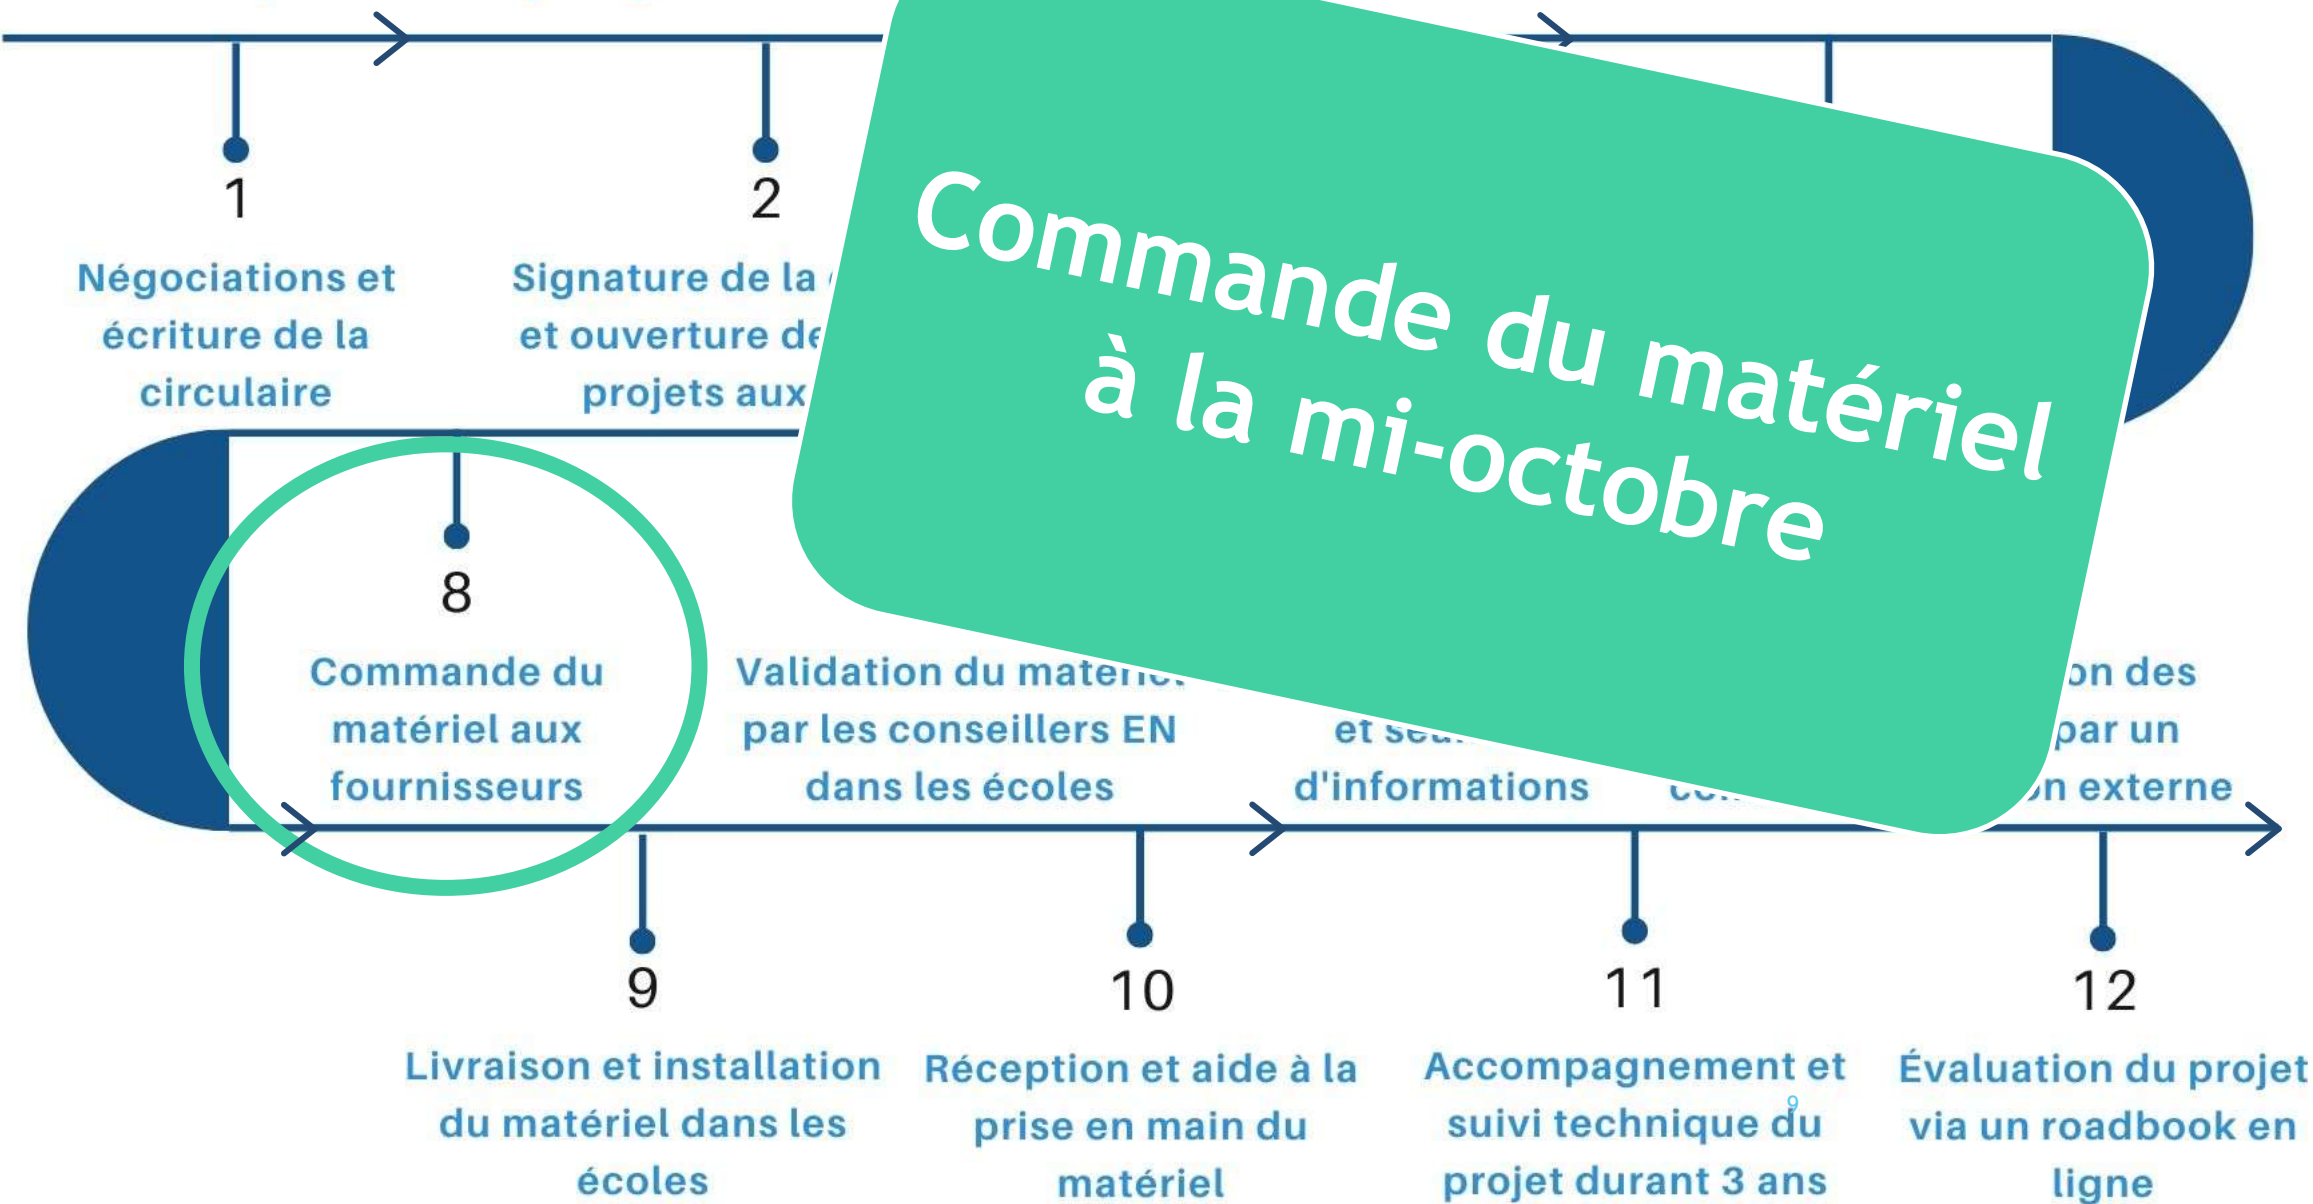 1
Négociations et
écriture de la
circulaire
2
Signature de la
et ouverture
projets aux
Commande du matériel
à la mi-octobre
8
Commande du
matériel aux
fournisseurs
Validation du matériel
par les conseillers EN
dans les écoles
et
d'informations
des
par un
externe
9
Livraison et installation
du matériel dans les
écoles
10
Réception et aide à la
prise en main du
matériel
11
Accompagnement et
suivi technique du
projet durant 3 ans
9
12
Évaluation du projet
via un roadbook en
ligne